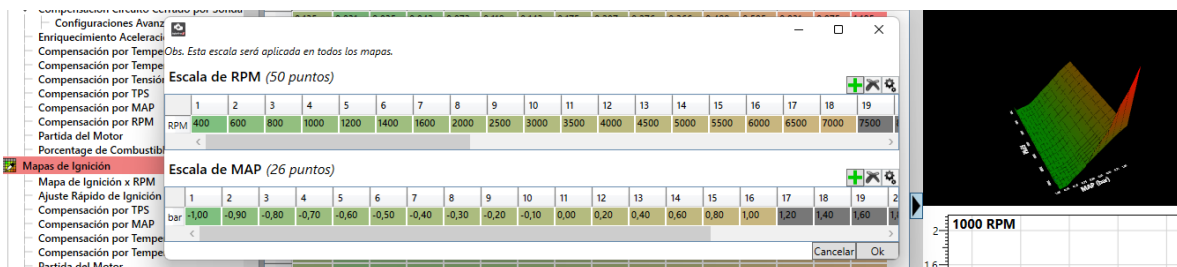 Configuraciones Avanz
Enriquecimiento Aceleraci
Compensación por Tempe
Compensación por Tempe
Compensación por Tensión
Compensación por TPS
Compensación por MAP
Compensación por RPM
Partida del Motor
Porcentage de Combustibl
Mapas de Ignición
Mapa de Ignición x RPM
Ajuste Rápido de Ignición
Compensación por TPS
Compensación por MAP
Compensación por Tempe
Compensación por Tempe
Partida del Motor
Obs. Esta escala será aplicada en todos los mapas.
Escala de RPM (50 puntos)
1 2 3 4 5 6 7 8 9 10 11 12 13 14 15 16 17 18 19
RPM 400 600 800 1000 1200 1400 1600 2000 2500 3000 3500 4000 4500 5000 5500 6000 6500 7000 7500
Escala de MAP (26 puntos)
1 2 3 4 5 6 7 8 9 10 11 12 13 14 15 16 17 18 19 2
bar -1,00 -0,90 -0,80 -0,70 -0,60 -0,50 -0,40 -0,30 -0,20 -0,10 0,00 0,20 0,40 0,60 0,80 1,00 1,20 1,40 1,60 1,
Cancelar Ok
RPM
MAP (bar)
1000 RPM
2
1.6